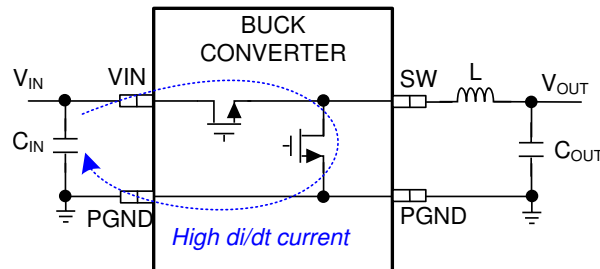 BUCK
CONVERTER
VIN
VIN
SW
L
VOUT
CIN
COUT
PGND
PGND
High di/dt current